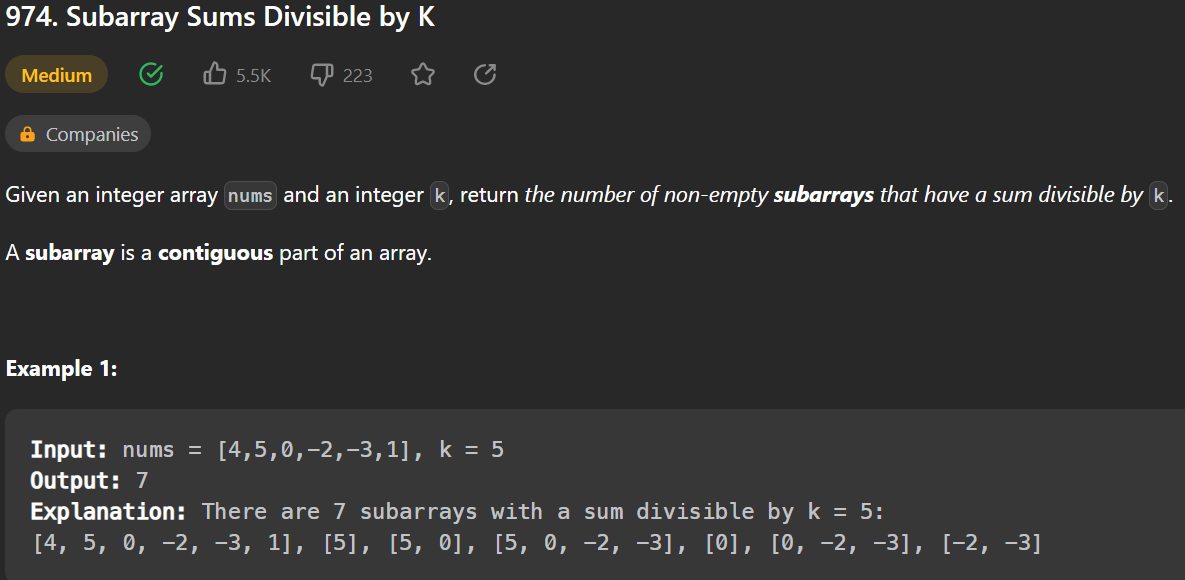 974. Subarray Sums Divisible by K
Medium 5.5K 223
Companies
Given an integer array nums and an integer k, return the number of non-empty subarrays that have a sum divisible by k.
A subarray is a contiguous part of an array.
Example 1:
Input: nums = [4,5,0,-2,-3,1], k = 5
Output: 7
Explanation: There are 7 subarrays with a sum divisible by k = 5:
[4, 5, 0, -2, -3, 1], [5], [5, 0], [5, 0, -2, -3], [0], [0, -2, -3], [-2, -3]